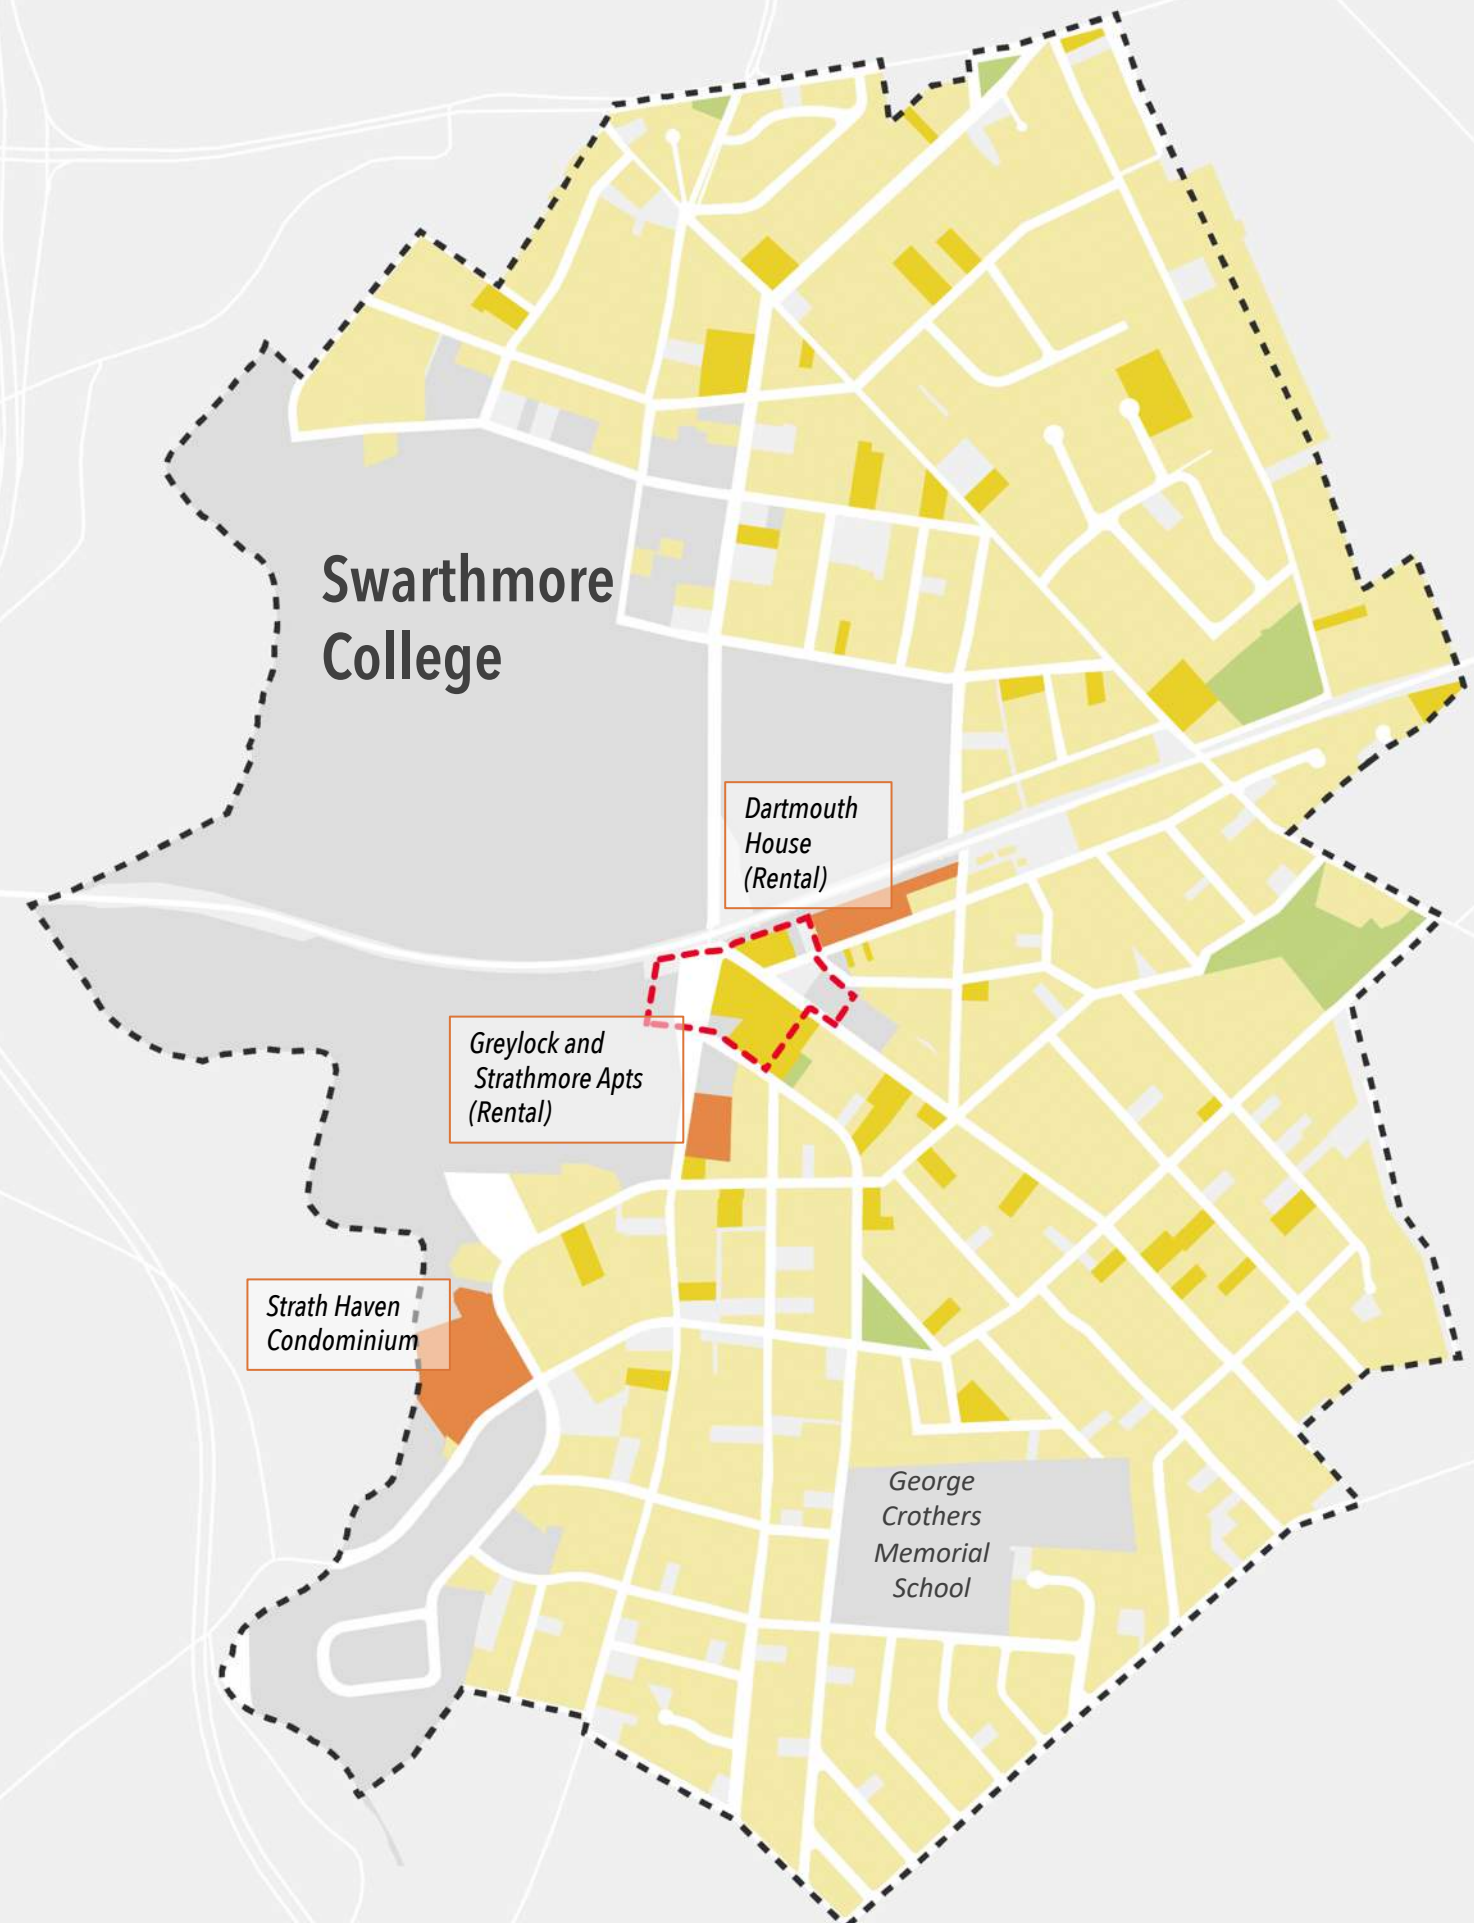 Swarthmore
College
Dartmouth
House
(Rental)
Greylock and
Strathmore Apts
(Rental)
Strath Haven
Condominium
George
Crothers
Memorial
School